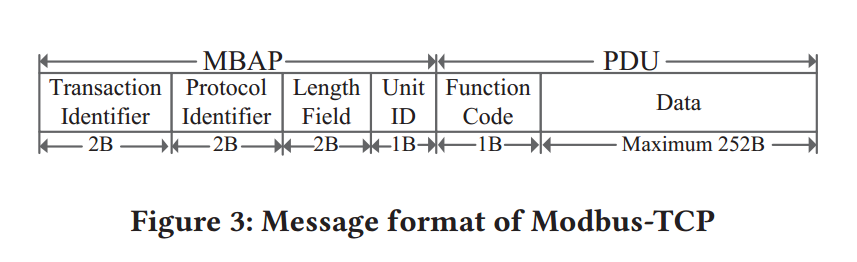 MBAP PDU
Transaction Identifier Protocol Identifier Length Field Unit ID Function Code Data
2B 2B 2B 1B 1B Maximum 252B
Figure 3: Message format of Modbus-TCP